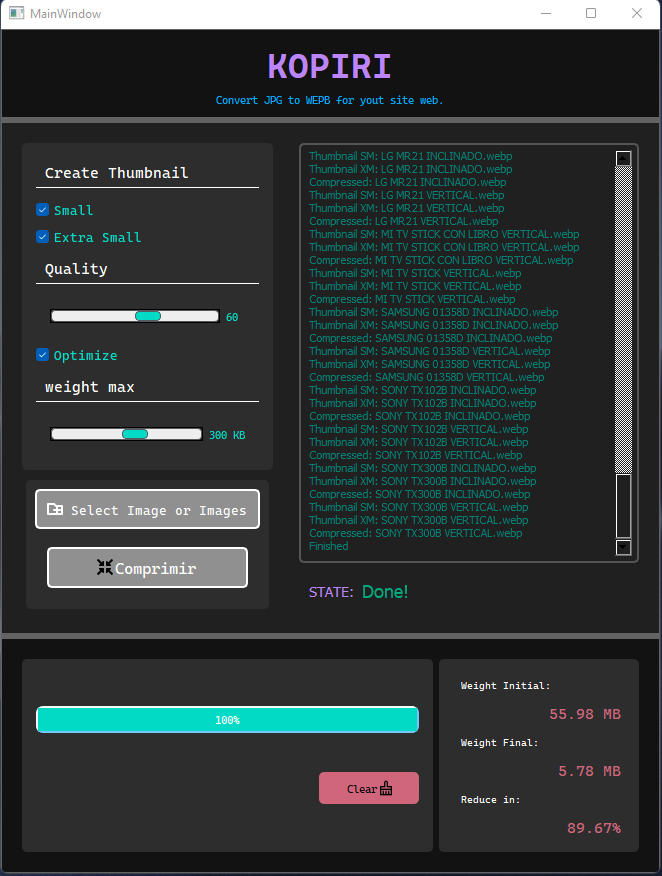 MainWindow
KOPIRI
Convert JPG to WEPB for yout site web.
Create Thumbnail
Small
Extra Small
Quality
60
Optimize
weight max
300 KB
Select Image or Images
Comprimir
Thumbnail SM: LG MR21 INCLINADO.webp
Thumbnail XM: LG MR21 INCLINADO.webp
Compressed: LG MR21 INCLINADO.webp
Thumbnail SM: LG MR21 VERTICAL.webp
Thumbnail XM: LG MR21 VERTICAL.webp
Compressed: LG MR21 VERTICAL.webp
Thumbnail SM: MI TV STICK CON LIBRO VERTICAL.webp
Thumbnail XM: MI TV STICK CON LIBRO VERTICAL.webp
Compressed: MI TV STICK CON LIBRO VERTICAL.webp
Thumbnail SM: MI TV STICK VERTICAL.webp
Thumbnail XM: MI TV STICK VERTICAL.webp
Compressed: MI TV STICK VERTICAL.webp
Thumbnail SM: SAMSUNG 01358D INCLINADO.webp
Thumbnail XM: SAMSUNG 01358D INCLINADO.webp
Compressed: SAMSUNG 01358D INCLINADO.webp
Thumbnail SM: SAMSUNG 01358D VERTICAL.webp
Thumbnail XM: SAMSUNG 01358D VERTICAL.webp
Compressed: SAMSUNG 01358D VERTICAL.webp
Thumbnail SM: SONY TX102B INCLINADO.webp
Thumbnail XM: SONY TX102B INCLINADO.webp
Compressed: SONY TX102B INCLINADO.webp
Thumbnail SM: SONY TX102B VERTICAL.webp
Thumbnail XM: SONY TX102B VERTICAL.webp
Compressed: SONY TX102B VERTICAL.webp
Thumbnail SM: SONY TX300B INCLINADO.webp
Thumbnail XM: SONY TX300B INCLINADO.webp
Compressed: SONY TX300B INCLINADO.webp
Thumbnail SM: SONY TX300B VERTICAL.webp
Thumbnail XM: SONY TX300B VERTICAL.webp
Compressed: SONY TX300B VERTICAL.webp
Finished
STATE: Done!
100%
Clear
Weight Initial:
55.98 MB
Weight Final:
5.78 MB
Reduce in:
89.67%